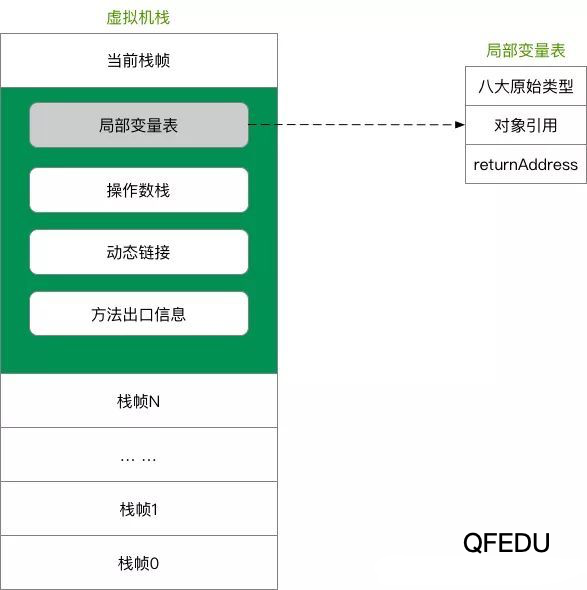 虚拟机栈
当前栈帧
局部变量表
操作数栈
动态链接
方法出口信息
栈帧N
... ...
栈帧1
栈帧0
局部变量表
八大原始类型
对象引用
returnAddress
QFEDU